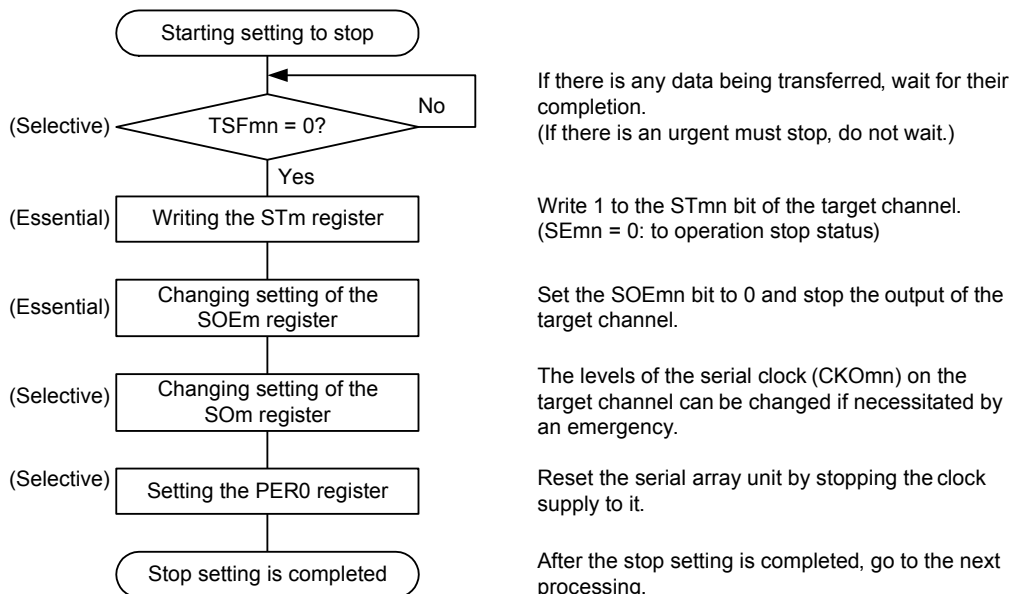 Starting setting to stop
If there is any data being transferred, wait for their
completion.
(If there is an urgent must stop, do not wait.)
(Selective)
TSFmn = 0?
No
Yes
(Essential)
Writing the STm register
Write 1 to the STmn bit of the target channel.
(SEmn = 0: to operation stop status)
(Essential)
Changing setting of the
SOEm register
Set the SOEmn bit to 0 and stop the output of the
target channel.
(Selective)
Changing setting of the
SOm register
The levels of the serial clock (CKOmn) on the
target channel can be changed if necessitated by
an emergency.
(Selective)
Setting the PER0 register
Reset the serial array unit by stopping the clock
supply to it.
Stop setting is completed
After the stop setting is completed, go to the next
processing.